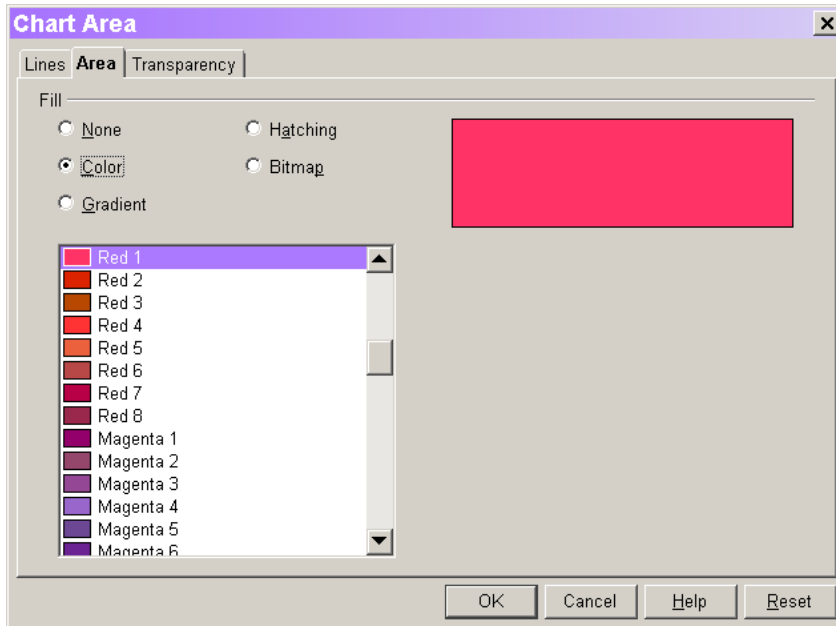 Chart Area
Lines Area Transparency
Fill
None
Hatching
Color
Bitmap
Gradient
Red 1
Red 2
Red 3
Red 4
Red 5
Red 6
Red 7
Red 8
Magenta 1
Magenta 2
Magenta 3
Magenta 4
Magenta 5
Magenta 6
OK Cancel Help Reset